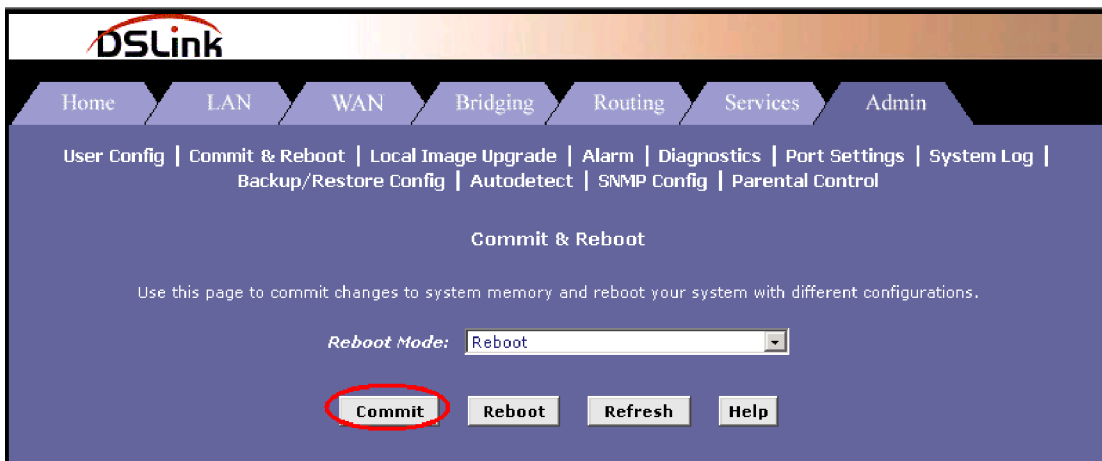 DSLink
Home LAN WAN Bridging Routing Services Admin
User Config | Commit & Reboot | Local Image Upgrade | Alarm | Diagnostics | Port Settings | System Log |
Backup/Restore Config | Autodetect | SNMP Config | Parental Control
Commit & Reboot
Use this page to commit changes to system memory and reboot your system with different configurations.
Reboot Mode: Reboot
Commit Reboot Refresh Help